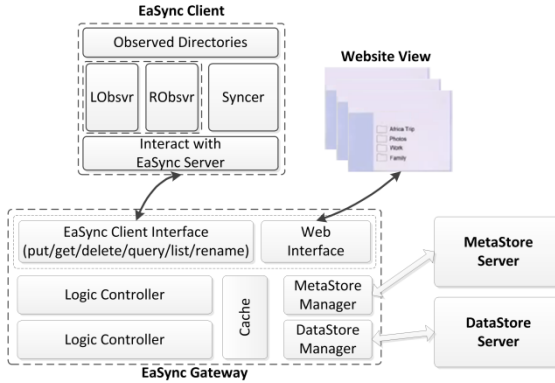 EaSync Client
Observed Directories
LObsvr
RObsvr
Syncer
Interact with
EaSync Server
Website View
Africa Trip
Photos
Work
Family
EaSync Client Interface
(put/get/delete/query/list/rename)
Web
Interface
Logic Controller
Logic Controller
Cache
MetaStore
Manager
DataStore
Manager
MetaStore
Server
DataStore
Server
EaSync Gateway